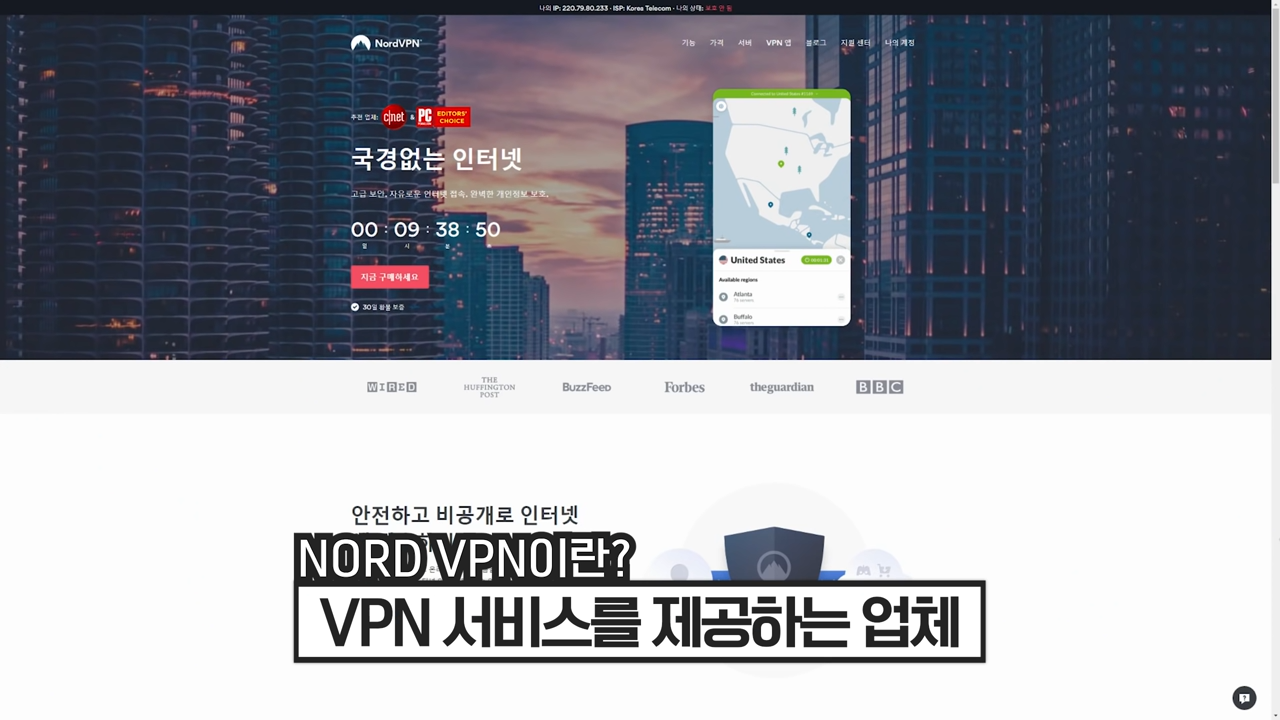 나의 IP: 220.79.80.233 · ISP: Korea Telecom · 나의 상태: 보호 안 됨
NordVPN
기능 가격 서버 VPN 앱 블로그 지원 센터 나의 계정
추천 업체: c|net & PC EDITORS' CHOICE
국경없는 인터넷
고급 보안, 자유로운 인터넷 접속, 완벽한 개인정보 보호.
00 : 09 : 38 : 50
일 시 분 초
지금 구매하세요
30일 환불 보증
United States
Available regions
Atlanta
76 servers
Buffalo
76 servers
WIRED
THE HUFFINGTON POST
BuzzFeed
Forbes
theguardian
BBC
안전하고 비공개로 인터넷
NORD VPN이란?
VPN 서비스를 제공하는 업체